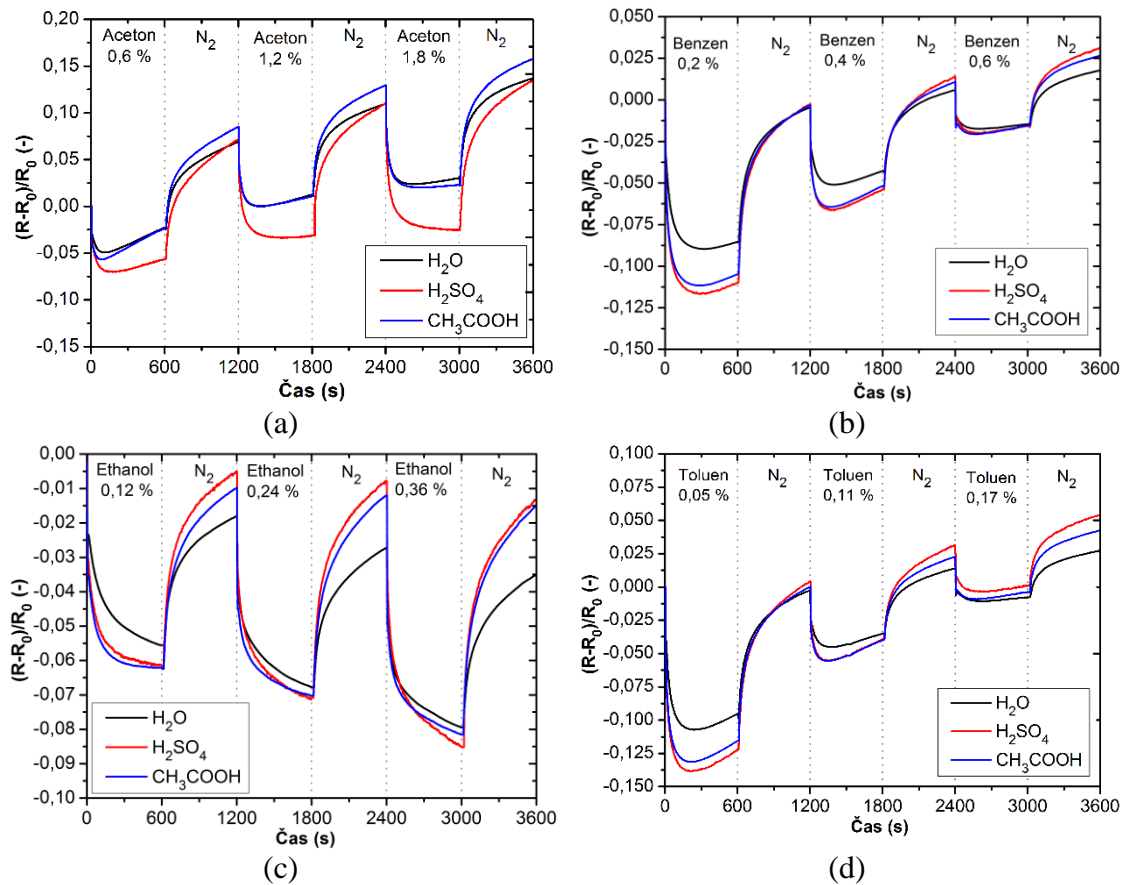 Aceton
0,6 %
N₂
Aceton
1,2 %
N₂
Aceton
1,8 %
N₂
0,20
0,15
0,10
0,05
0,00
-0,05
-0,10
0,15
(R-R₀)/R₀ (-)
H₂O
H₂SO₄
CH₃COOH
0 600 1200 1800 2400 3000 3600
Čas (s)
(a)
Benzen
0,2 %
N₂
Benzen
0,4 %
N₂
Benzen
0,6 %
N₂
0,050
0,025
0,000
-0,025
-0,050
-0,075
-0,100
-0,125
-0,150
(R-R₀)/R₀ (-)
H₂O
H₂SO₄
CH₃COOH
0 600 1200 1800 2400 3000 3600
Čas (s)
(b)
Ethanol
0,12 %
N₂
Ethanol
0,24 %
N₂
Ethanol
0,36 %
N₂
0,00
-0,01
-0,02
-0,03
-0,04
-0,05
-0,06
-0,07
-0,08
-0,09
-0,10
(R-R₀)/R₀ (-)
H₂O
H₂SO₄
CH₃COOH
0 600 1200 1800 2400 3000 3600
Čas (s)
(c)
Toluen
0,05 %
N₂
Toluen
0,11 %
N₂
Toluen
0,17 %
N₂
0,100
0,075
0,050
0,025
0,000
-0,025
-0,050
-0,075
-0,100
-0,125
-0,150
(R-R₀)/R₀ (-)
H₂O
H₂SO₄
CH₃COOH
0 600 1200 1800 2400 3000 3600
Čas (s)
(d)